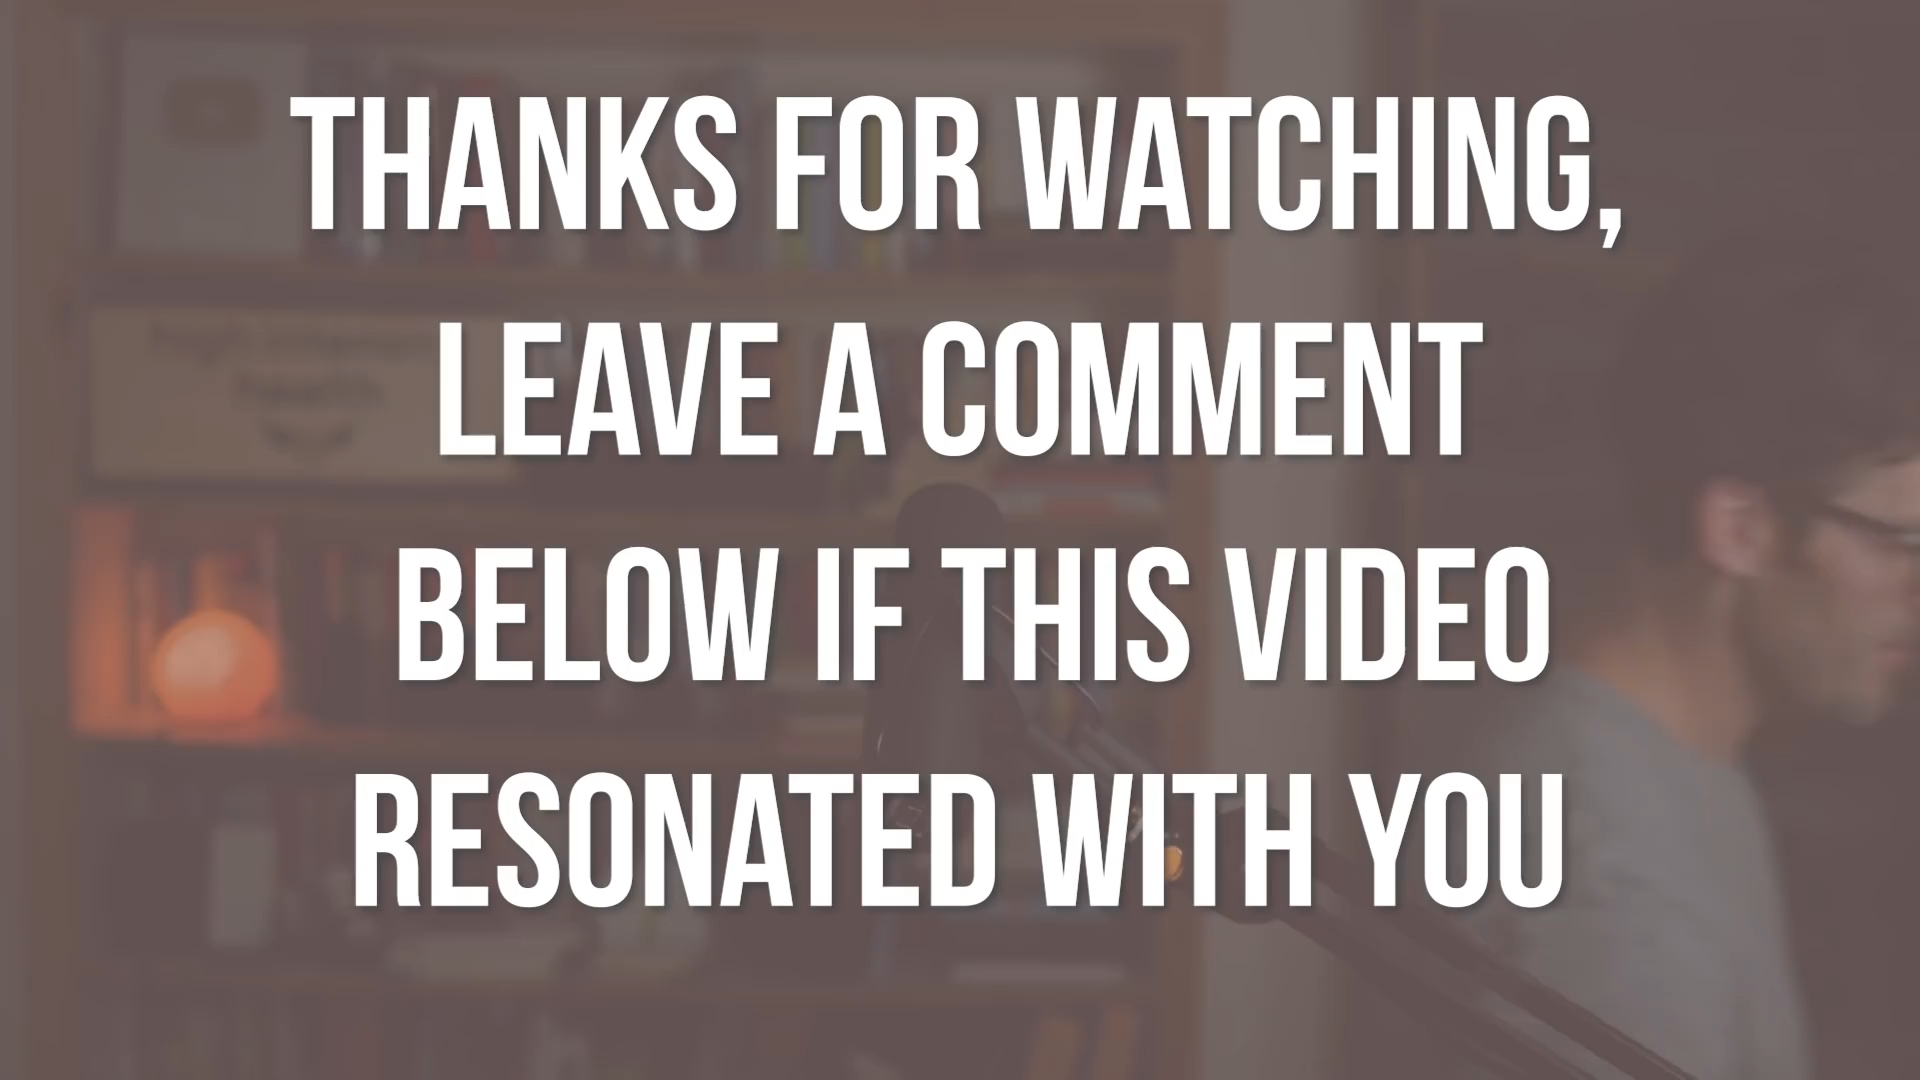 THANKS FOR WATCHING,
LEAVE A COMMENT
BELOW IF THIS VIDEO
RESONATED WITH YOU